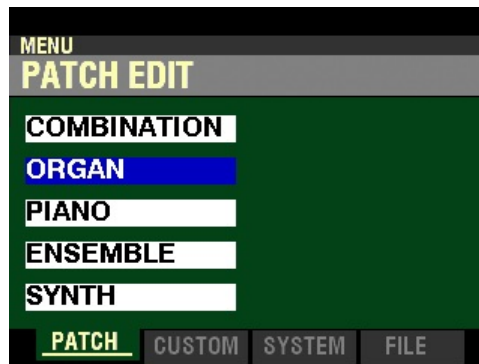 MENU
PATCH EDIT
COMBINATION
ORGAN
PIANO
ENSEMBLE
SYNTH
PATCH CUSTOM SYSTEM FILE